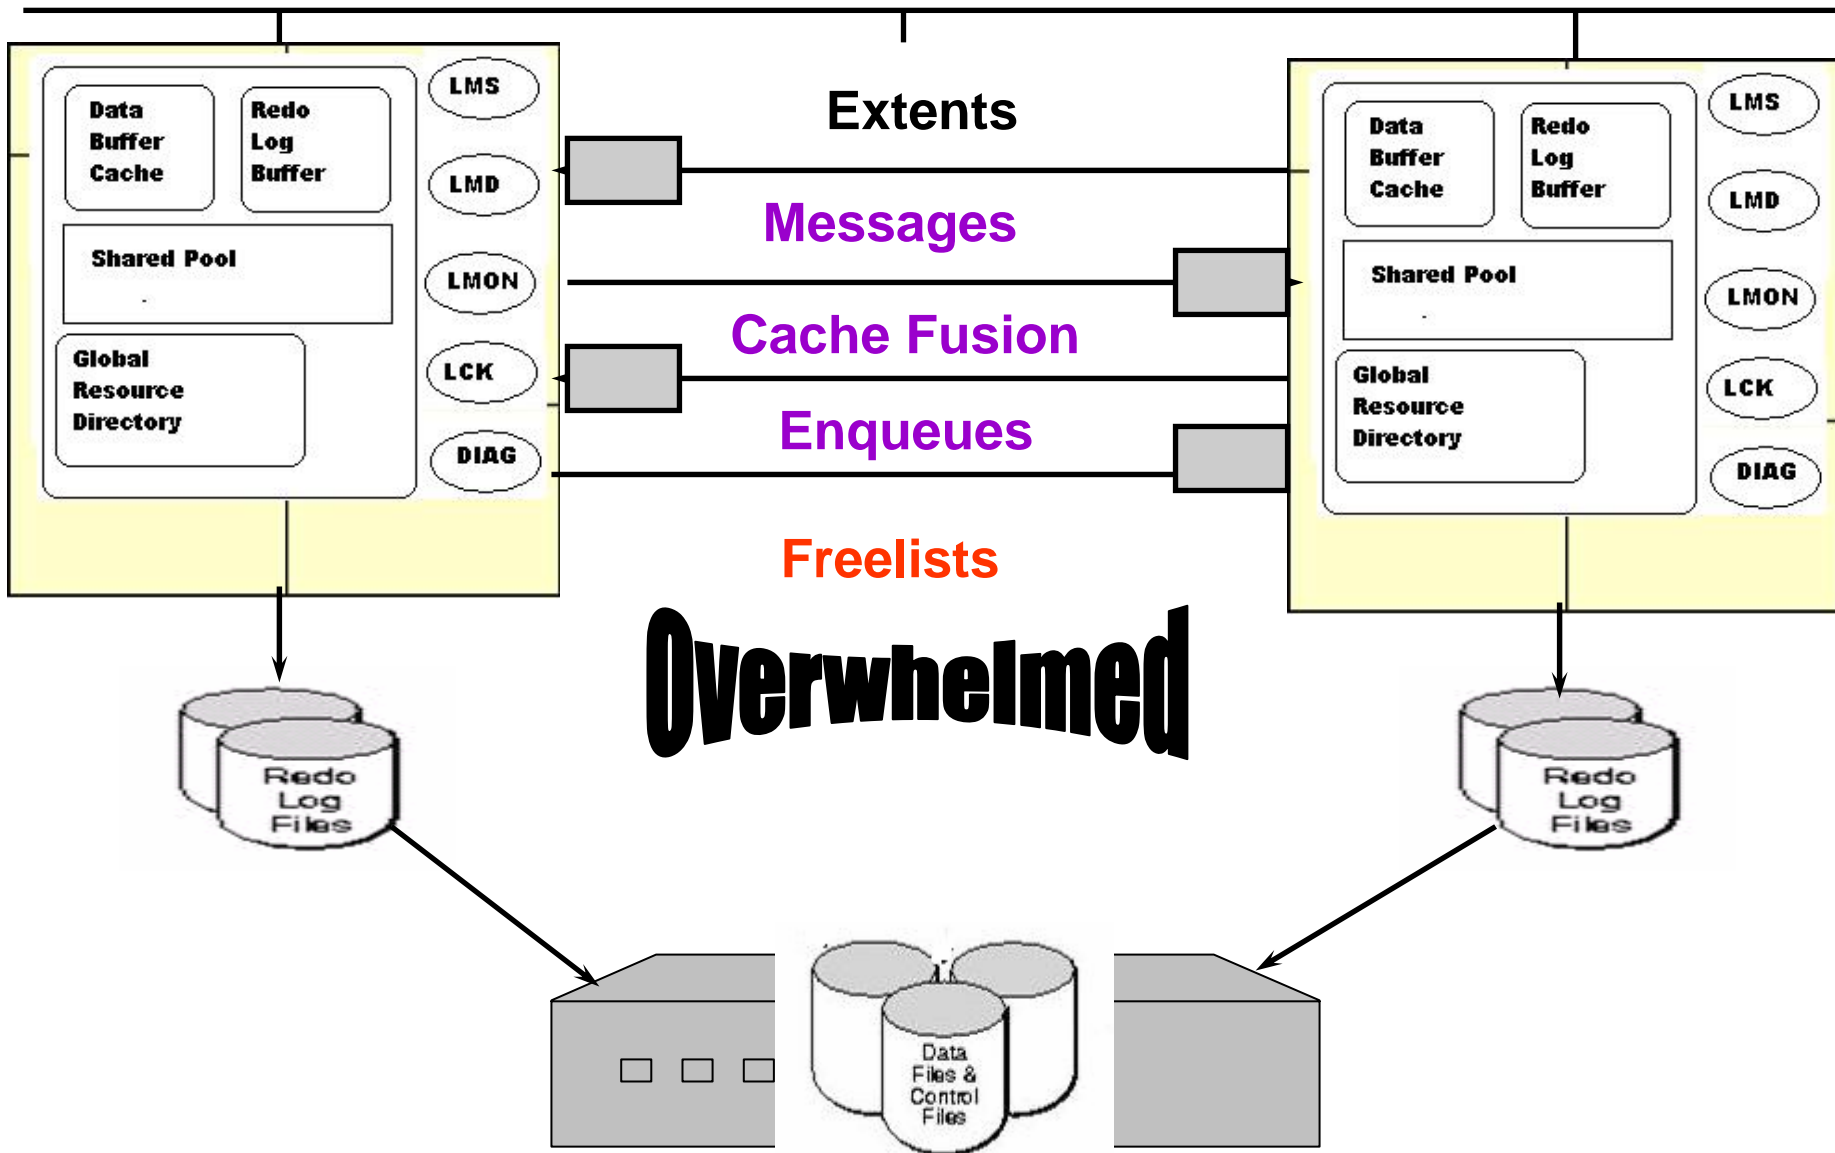 Data
Buffer
Cache
Redo
Log
Buffer
Shared Pool
Global
Resource
Directory
LMS
LMD
LMON
LCK
DIAG
Extents
Messages
Cache Fusion
Enqueues
Freelists
Overwhelmed
Data
Buffer
Cache
Redo
Log
Buffer
Shared Pool
Global
Resource
Directory
LMS
LMD
LMON
LCK
DIAG
Redo
Log
Files
Redo
Log
Files
Data
Files &
Control
Files